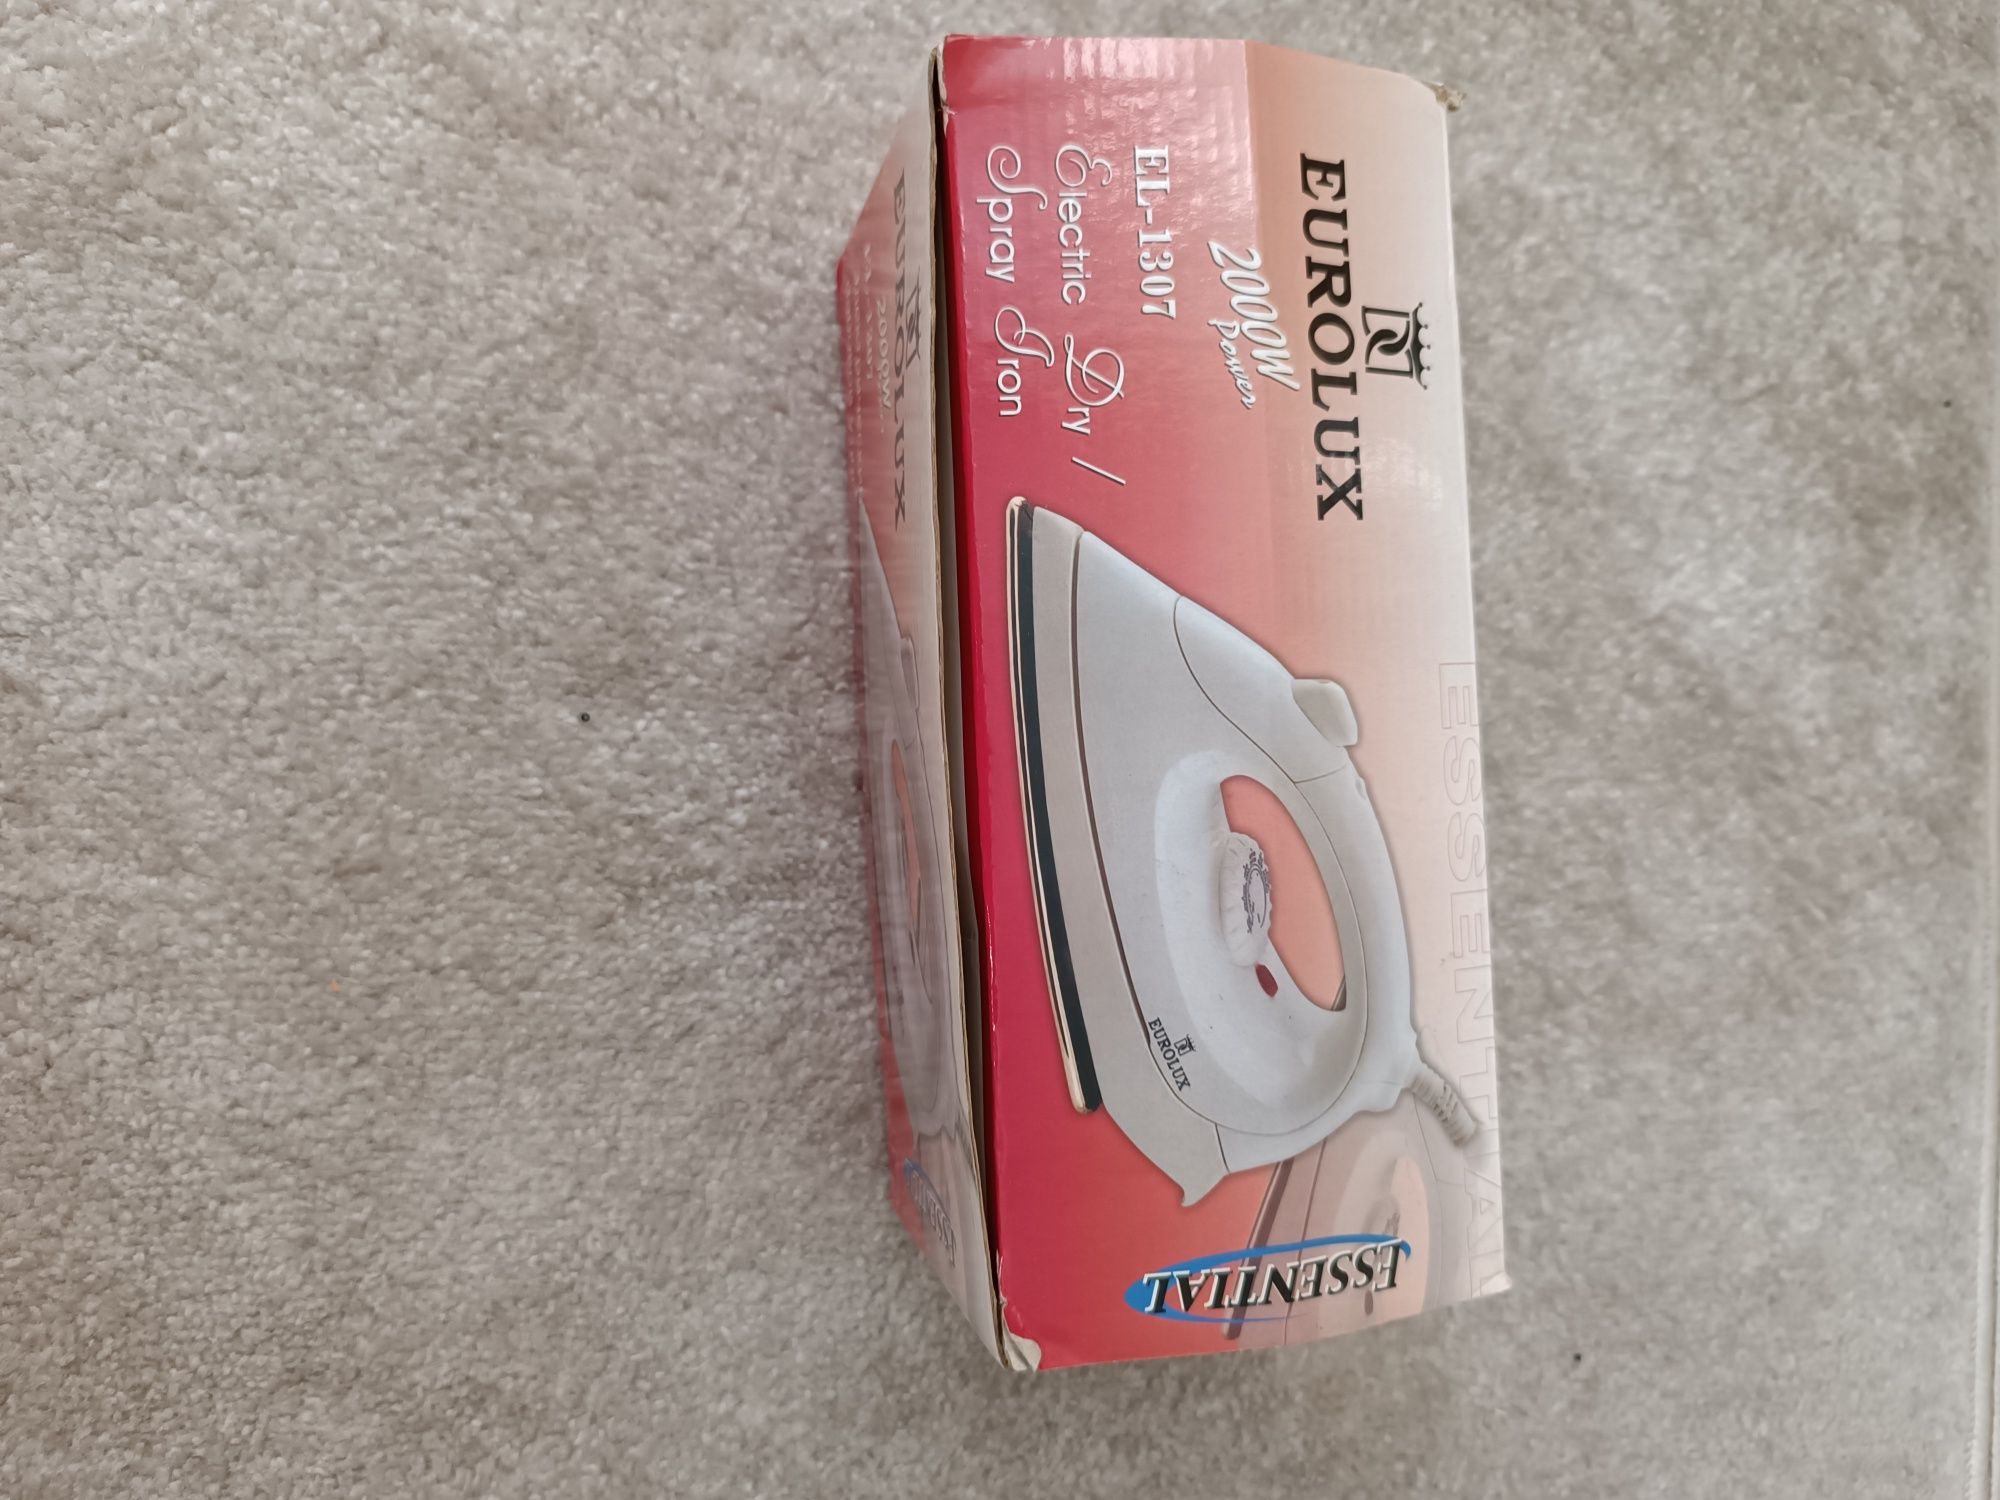 EUROLUX
2000W
Power
EL-1307
Electric Dry /
Spray Iron
ESSENTIAL
EUROLUX
ESSENTIAL
EUROLUX
2000W